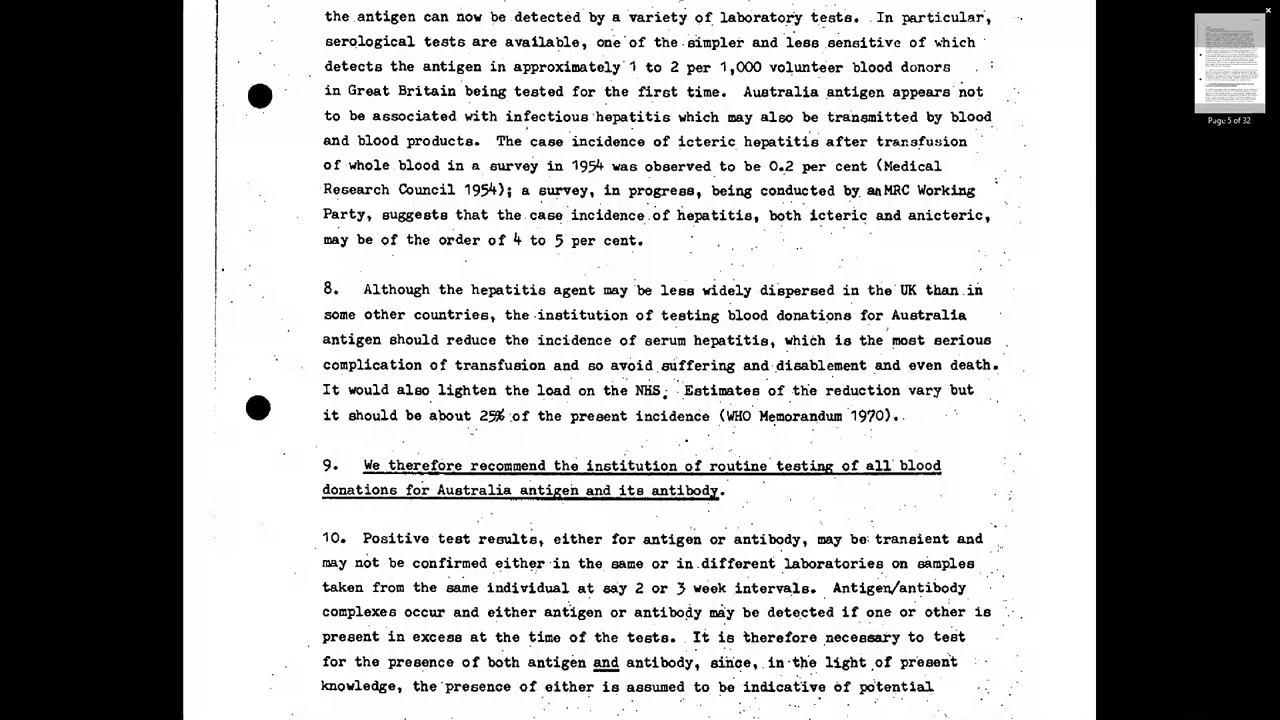 the antigen can now be detected by a variety of laboratory tests. In particular,
serological tests are available, one of the simpler and less sensitive of which
detects the antigen in approximately 1 to 2 per 1,000 volunteer blood donors
in Great Britain being tested for the first time. Australia antigen appears not
to be associated with infectious hepatitis which may also be transmitted by blood
and blood products. The case incidence of icteric hepatitis after transfusion
of whole blood in a survey in 1954 was observed to be 0.2 per cent (Medical
Research Council 1954); a survey, in progress, being conducted by an MRC Working
Party, suggests that the case incidence of hepatitis, both icteric and anicteric,
may be of the order of 4 to 5 per cent.
8. Although the hepatitis agent may be less widely dispersed in the UK than in
some other countries, the institution of testing blood donations for Australia
antigen should reduce the incidence of serum hepatitis, which is the most serious
complication of transfusion and so avoid suffering and disablement and even death.
It would also lighten the load on the NHS. Estimates of the reduction vary but
it should be about 25% of the present incidence (WHO Memorandum 1970).
9. We therefore recommend the institution of routine testing of all blood
donations for Australia antigen and its antibody.
10. Positive test results, either for antigen or antibody, may be transient and
may not be confirmed either in the same or in different laboratories on samples
taken from the same individual at say 2 or 3 week intervals. Antigen/antibody
complexes occur and either antigen or antibody may be detected if one or other is
present in excess at the time of the tests. It is therefore necessary to test
for the presence of both antigen and antibody, since, in the light of present
knowledge, the presence of either is assumed to be indicative of potential
Page 5 of 32